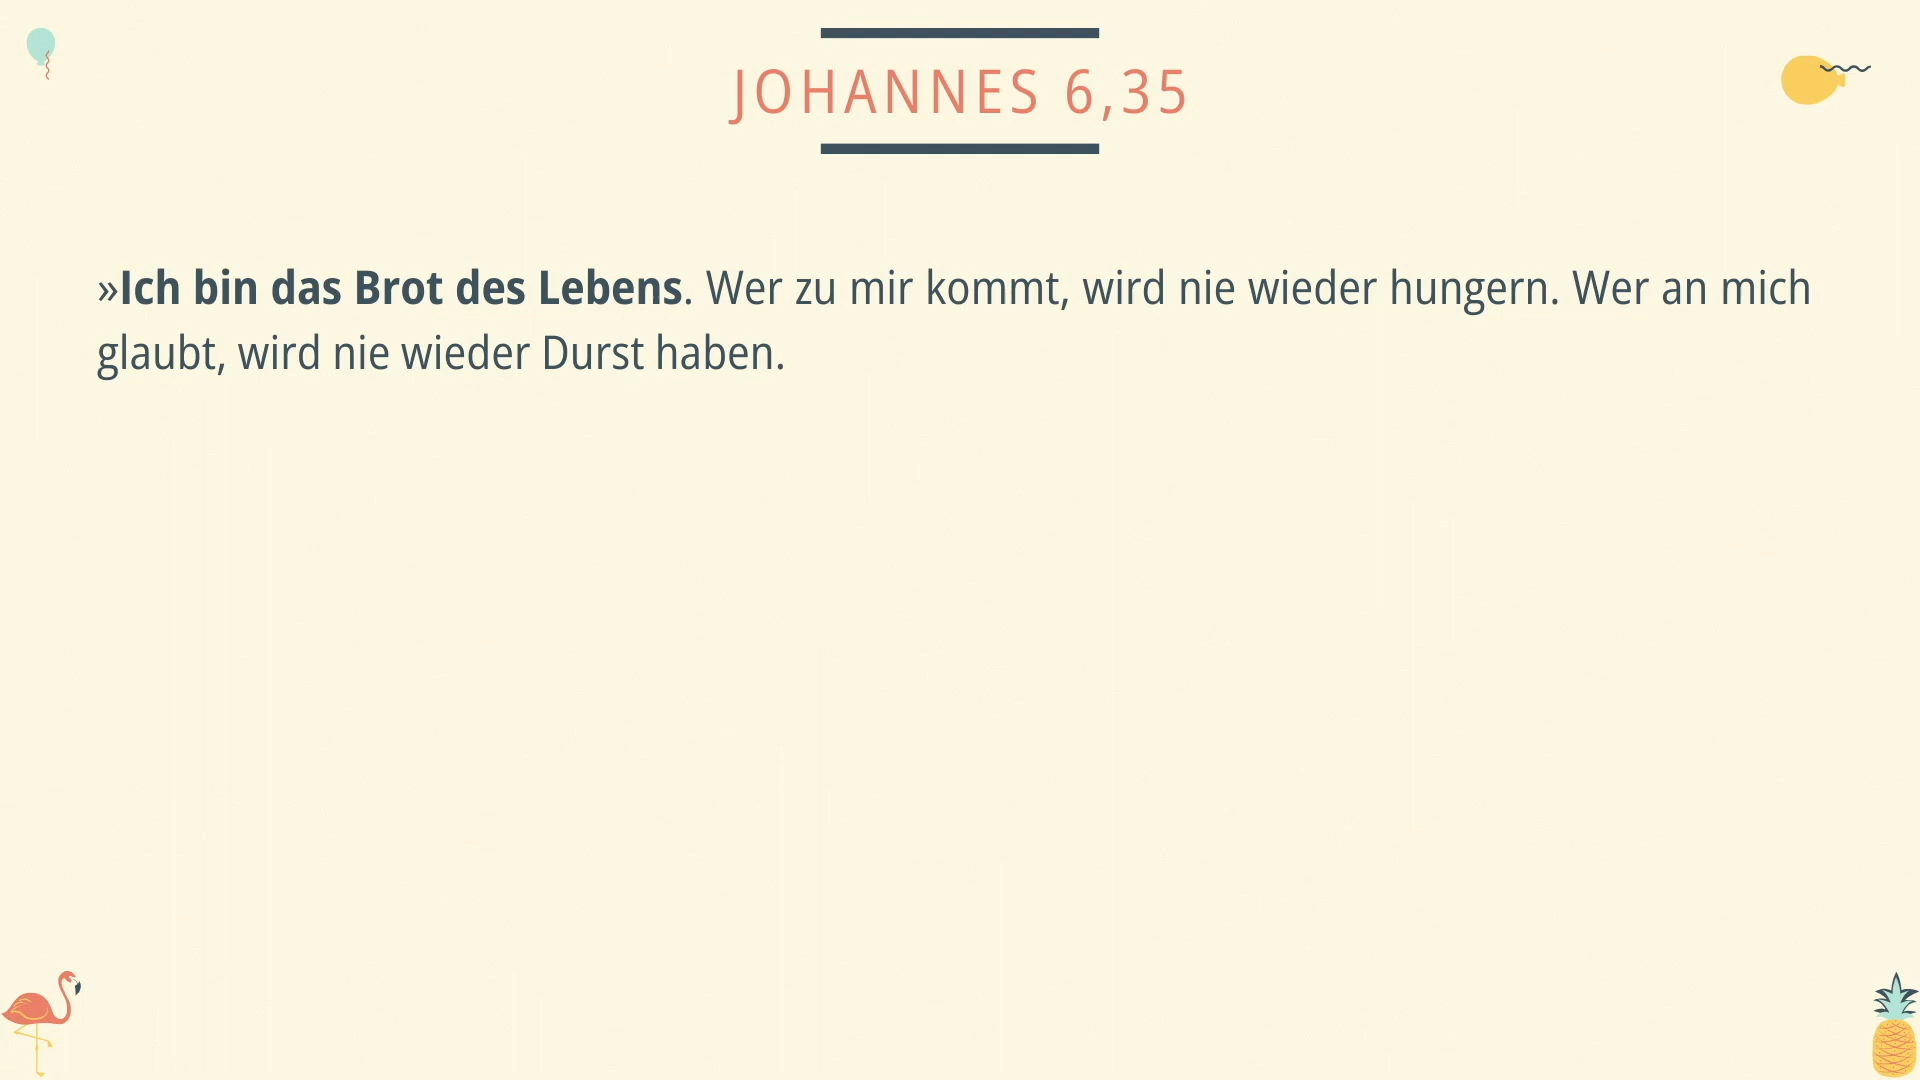 JOHANNES 6,35
»Ich bin das Brot des Lebens. Wer zu mir kommt, wird nie wieder hungern. Wer an mich
glaubt, wird nie wieder Durst haben.